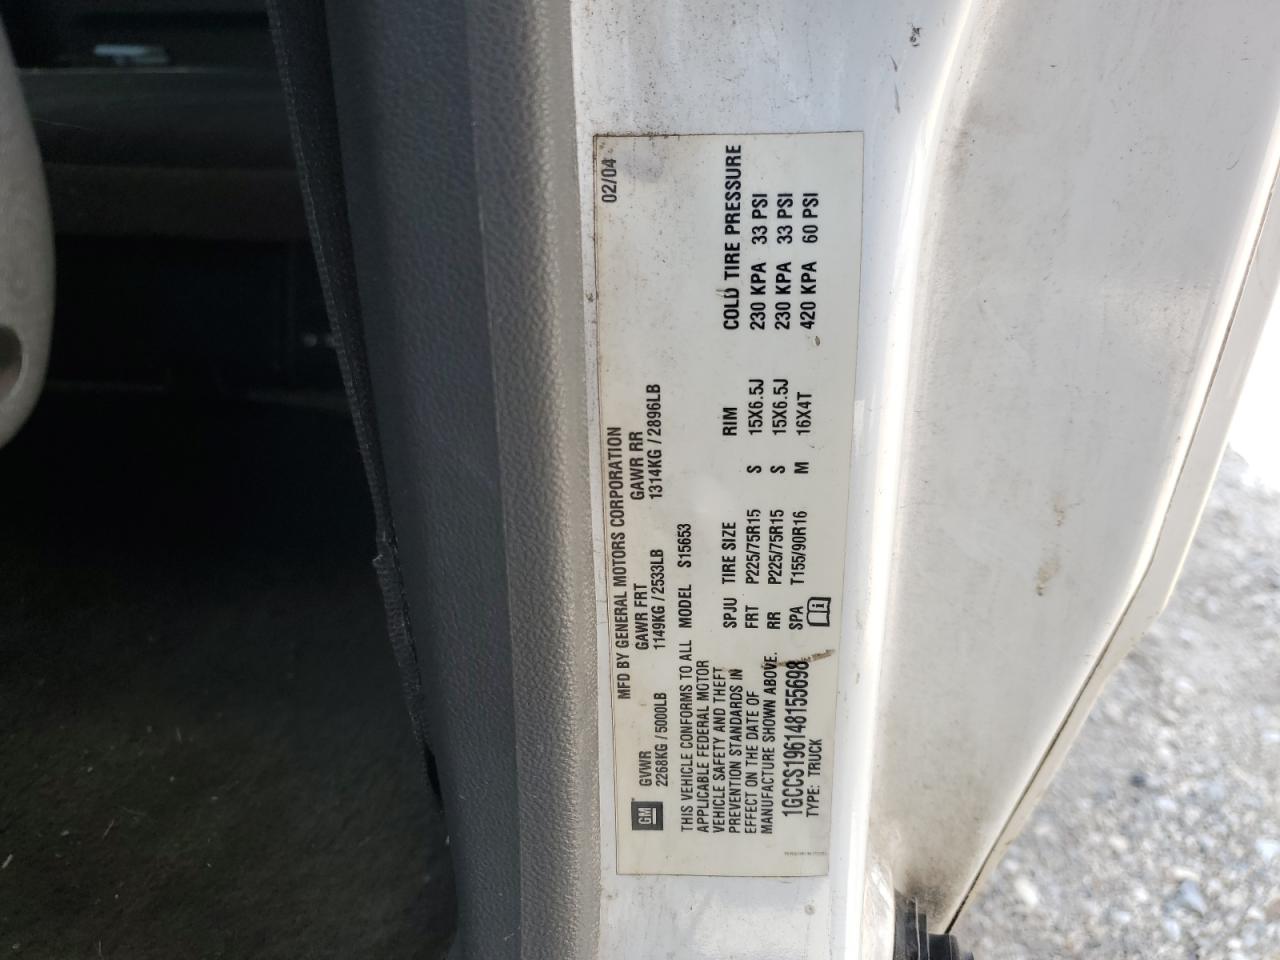 MFD BY GENERAL MOTORS CORPORATION 02/04
GM GVWR GAWR FRT GAWR RR
2268KG / 5000LB 1149KG / 2533LB 1314KG / 2896LB
THIS VEHICLE CONFORMS TO ALL
APPLICABLE FEDERAL MOTOR
VEHICLE SAFETY AND THEFT
PREVENTION STANDARDS IN
EFFECT ON THE DATE OF
MANUFACTURE SHOWN ABOVE.
1GCCS196148155698
TYPE: TRUCK
MODEL S15653
SPJU TIRE SIZE RIM COLD TIRE PRESSURE
FRT P225/75R15 S 15X6.5J 230 KPA 33 PSI
RR P225/75R15 S 15X6.5J 230 KPA 33 PSI
SPA T155/90R16 M 16X4T 420 KPA 60 PSI